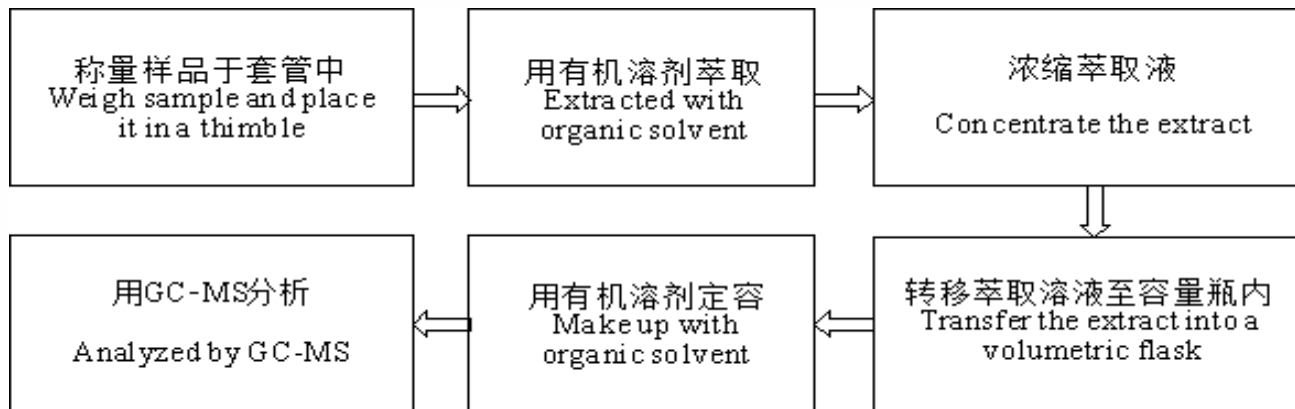 称量样品于套管中
Weigh sample and place
it in a thimble
用有机溶剂萃取
Extracted with
organic solvent
浓缩萃取液
Concentrate the extract
转移萃取溶液至容量瓶内
Transfer the extract into a
volumetric flask
用有机溶剂定容
Make up with
organic solvent
用GC-MS分析
Analyzed by GC-MS